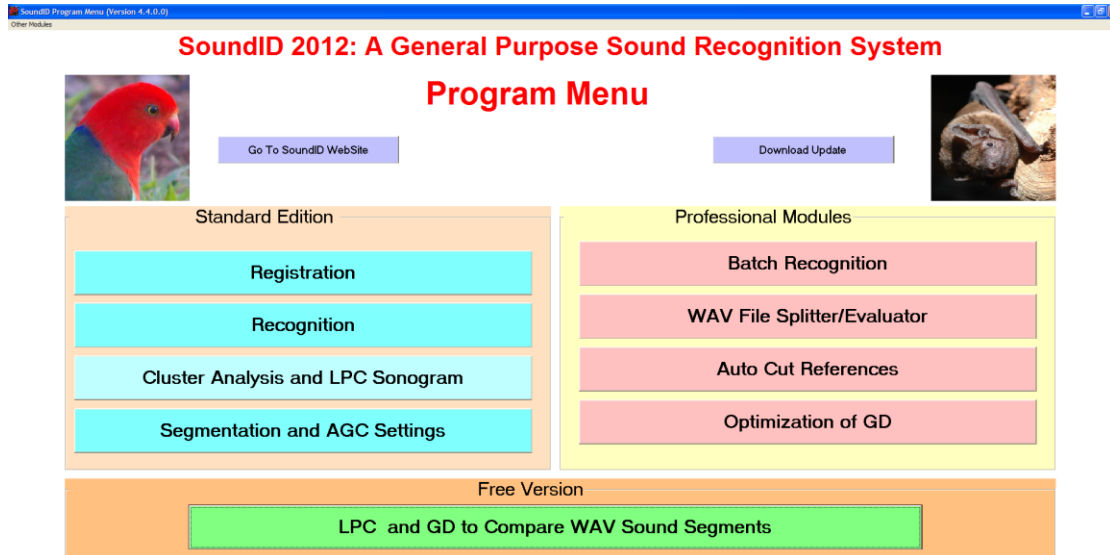 SoundID Program Menu (Version 4.4.0.0)
Other Modules
SoundID 2012: A General Purpose Sound Recognition System
Program Menu
Go To SoundID WebSite
Download Update
Standard Edition
Registration
Recognition
Cluster Analysis and LPC Sonogram
Segmentation and AGC Settings
Professional Modules
Batch Recognition
WAV File Splitter/Evaluator
Auto Cut References
Optimization of GD
Free Version
LPC and GD to Compare WAV Sound Segments